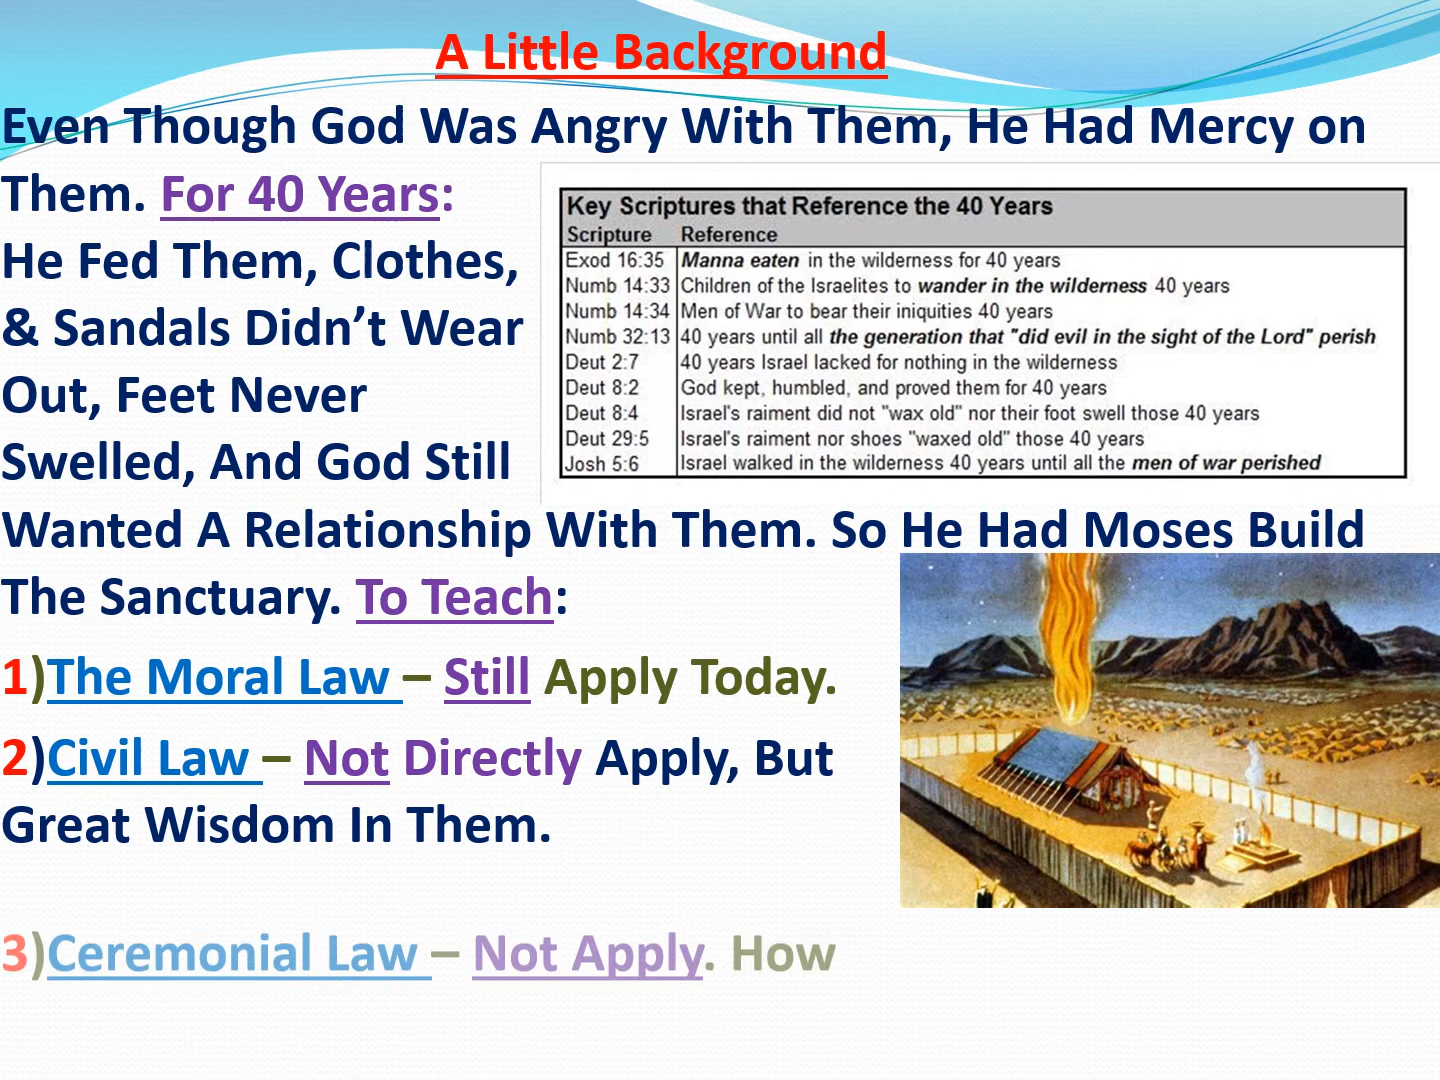 A Little Background
Even Though God Was Angry With Them, He Had Mercy on
Them. For 40 Years:
He Fed Them, Clothes,
& Sandals Didn’t Wear
Out, Feet Never
Swelled, And God Still
Wanted A Relationship With Them. So He Had Moses Build
The Sanctuary. To Teach:
1)The Moral Law – Still Apply Today.
2)Civil Law – Not Directly Apply, But
Great Wisdom In Them.
3)Ceremonial Law – Not Apply. How
Key Scriptures that Reference the 40 Years
Scripture Reference
Exod 16:35 Manna eaten in the wilderness for 40 years
Numb 14:33 Children of the Israelites to wander in the wilderness 40 years
Numb 14:34 Men of War to bear their iniquities 40 years
Numb 32:13 40 years until all the generation that "did evil in the sight of the Lord" perish
Deut 2:7 40 years Israel lacked for nothing in the wilderness
Deut 8:2 God kept, humbled, and proved them for 40 years
Deut 8:4 Israel's raiment did not "wax old" nor their foot swell those 40 years
Deut 29:5 Israel's raiment nor shoes "waxed old" those 40 years
Josh 5:6 Israel walked in the wilderness 40 years until all the men of war perished